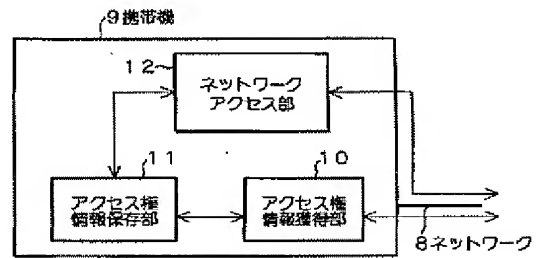 9携帯機
12
ネットワーク
アクセス部
11
10
アクセス権
情報保存部
アクセス権
情報獲得部
8ネットワーク